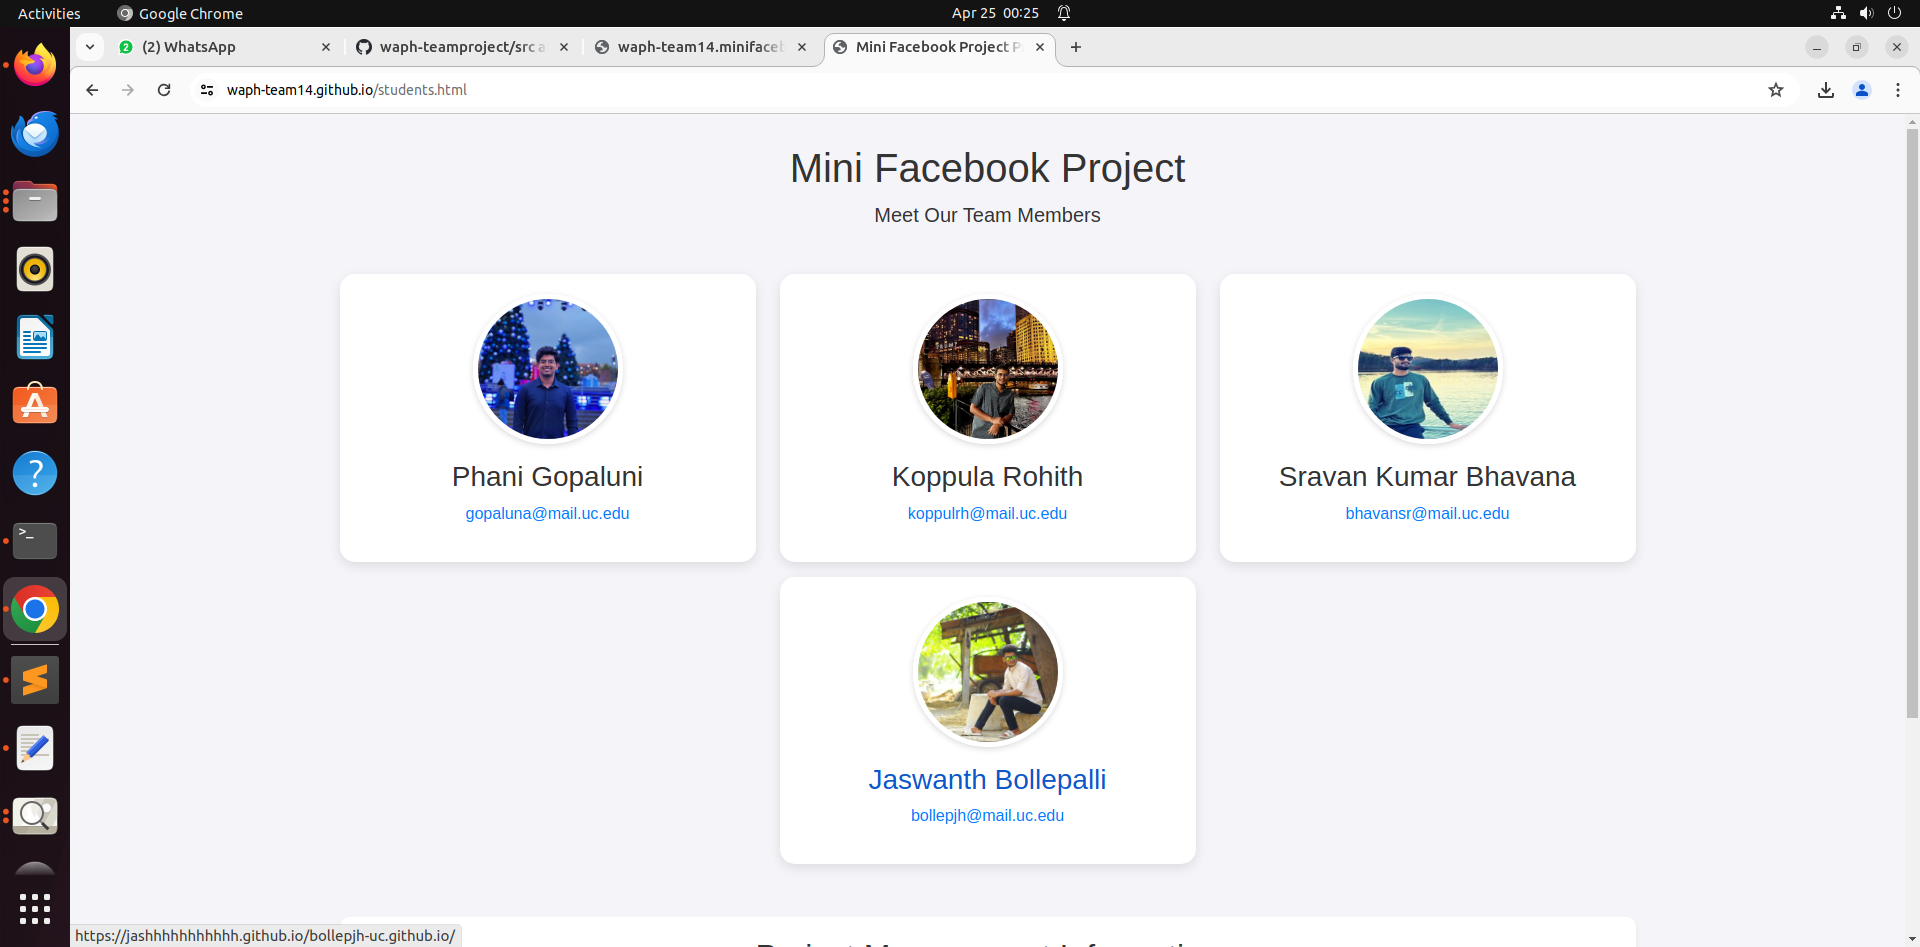 Activities
Google Chrome
Apr 25 00:25
(2) WhatsApp
waph-teamproject/src a
waph-team14.minifaceb
Mini Facebook Project P
waph-team14.github.io/students.html
Mini Facebook Project
Meet Our Team Members
Phani Gopaluni
gopaluna@mail.uc.edu
Koppula Rohith
koppulrh@mail.uc.edu
Sravan Kumar Bhavana
bhavansr@mail.uc.edu
Jaswanth Bollepalli
bollepjh@mail.uc.edu
https://jashhhhhhhhhhh.github.io/bollepjh-uc.github.io/